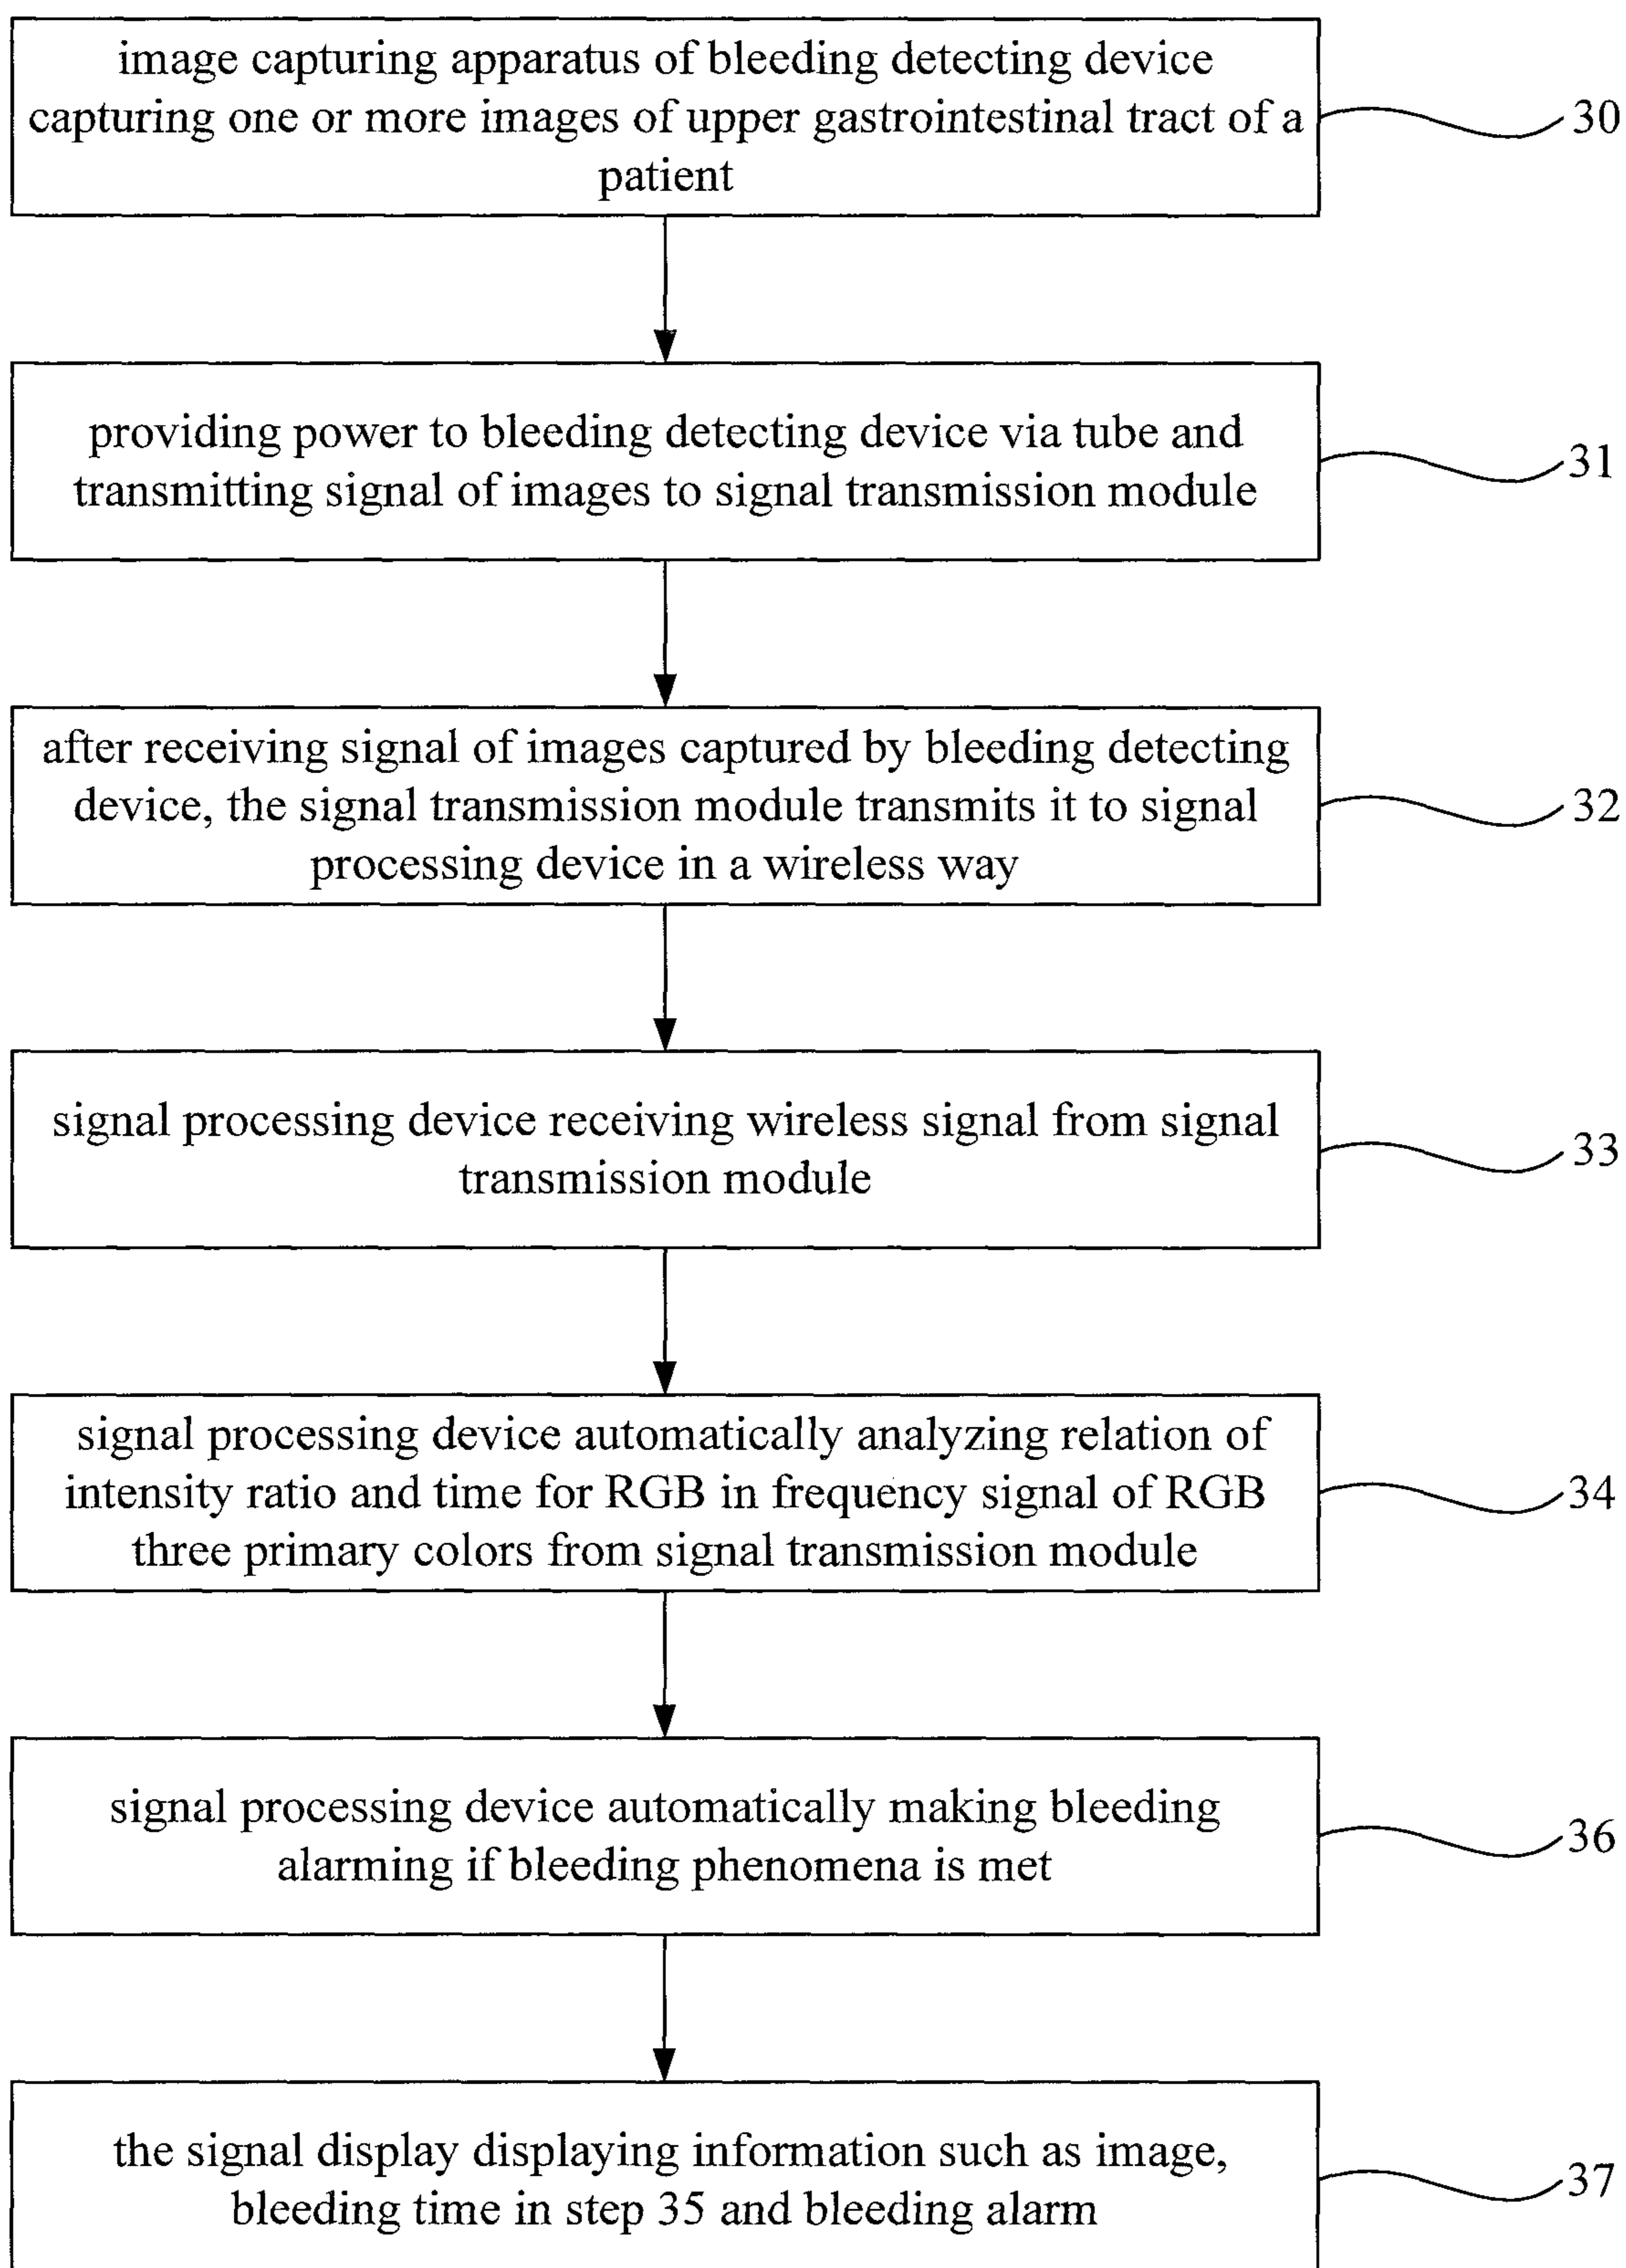 image capturing apparatus of bleeding detecting device
capturing one or more images of upper gastrointestinal tract of a
patient
30
providing power to bleeding detecting device via tube and
transmitting signal of images to signal transmission module
31
after receiving signal of images captured by bleeding detecting
device, the signal transmission module transmits it to signal
processing device in a wireless way
32
signal processing device receiving wireless signal from signal
transmission module
33
signal processing device automatically analyzing relation of
intensity ratio and time for RGB in frequency signal of RGB
three primary colors from signal transmission module
34
signal processing device automatically making bleeding
alarming if bleeding phenomena is met
36
the signal display displaying information such as image,
bleeding time in step 35 and bleeding alarm
37